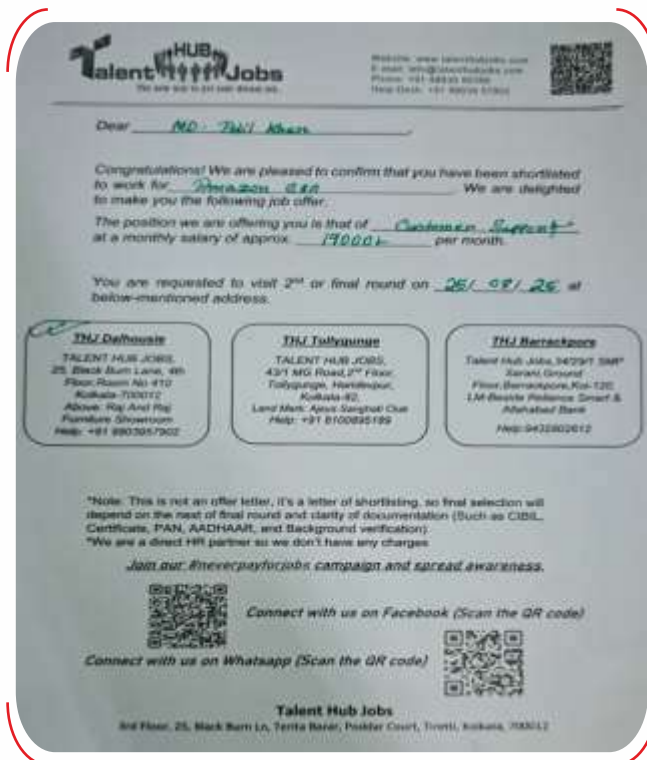 Talent HUB Jobs
Website: www.talenthubjobs.com
E-mail: info@talenthubjobs.com
Dear MD.
Congratulations! We are pleased to confirm that you have been shortlisted
to work for Amazon We are delighted
to make you the following job offer.
The position we are offering you is that of Customer Support
at a monthly salary of approx. per month.
You are requested to visit 2nd or final round on 25/ 08/ 25 at
below-mentioned address.
THJ Dalhousie
TALENT HUB JOBS,
25, Black Burn Lane, 4th
Floor, Room No 410
Kolkata-700012
Above: Raj And Raj
Furniture Showroom
Help: +91
THJ Tollygunge
TALENT HUB JOBS,
43/1 MG Road, 2nd Floor,
Tollygunge, Haridevpur,
Kolkata-82,
Land Mark: Ajeya Sanghati Club
Help: +91 8100895189
THJ Barrackpore
Talent Hub Jobs, 34/29/1
Sarani, Ground
Floor, Barrackpore, Kol-120,
LM-Beside Reliance Smart &
Allahabad Bank
Help: 9432802612
*Note: This is not an offer letter, it's a letter of shortlisting, so final selection will
depend on the of final round and clarity of documentation (Such as CIBIL,
Certificate, PAN, AADHAAR, and Background verification)
*We are a direct HR partner so we don't have any charges
Join our #neverpayforjobs campaign and spread awareness.
Connect with us on Facebook (Scan the QR code)
Connect with us on Whatsapp (Scan the QR code)
Talent Hub Jobs
3rd Floor, 25, Black Burn Ln, Terita Bazar, Poddar Court, Tiretti, Kolkata, 700012